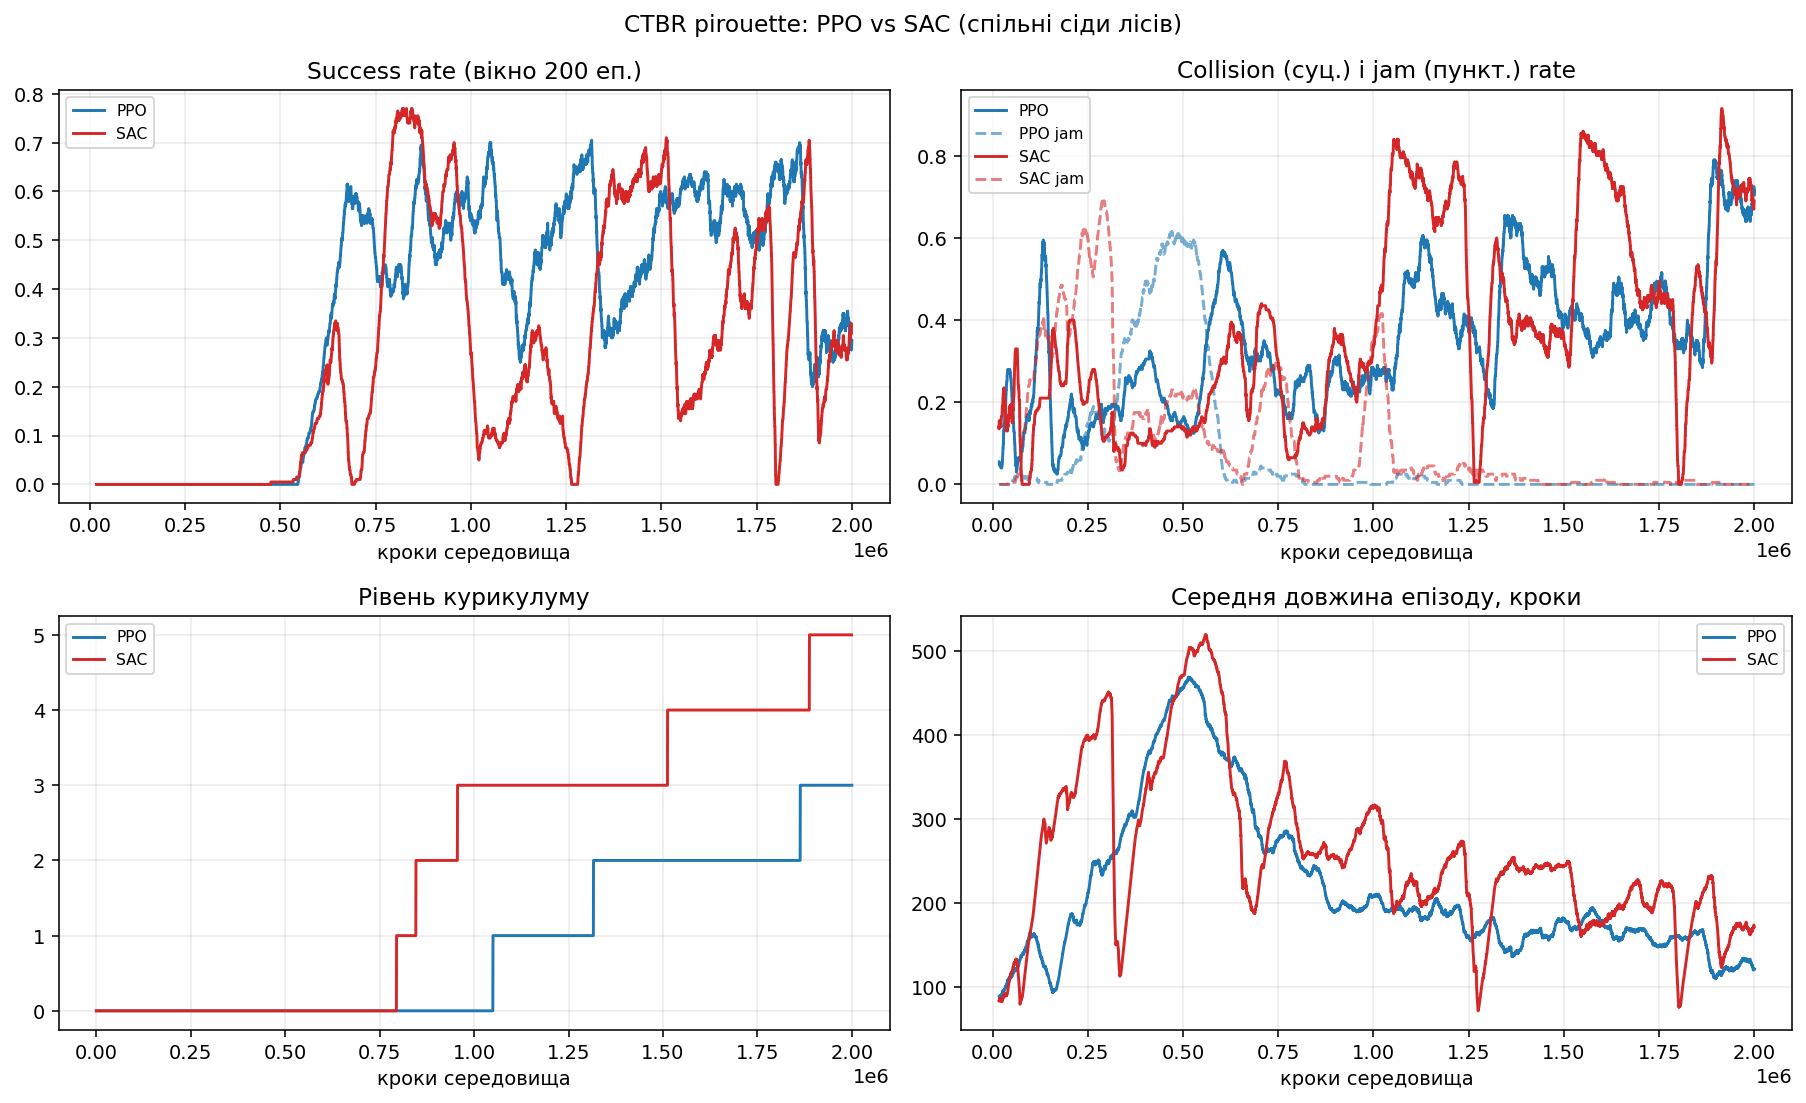 CTBR pirouette: PPO vs SAC (спільні сіди лісів)
Success rate (вікно 200 еп.)
PPO
SAC
0.8
0.7
0.6
0.5
0.4
0.3
0.2
0.1
0.0
0.00 0.25 0.50 0.75 1.00 1.25 1.50 1.75 2.00
1e6
кроки середовища
Collision (суц.) і jam (пункт.) rate
PPO
PPO jam
SAC
SAC jam
0.8
0.6
0.4
0.2
0.0
0.00 0.25 0.50 0.75 1.00 1.25 1.50 1.75 2.00
1e6
кроки середовища
Рівень курикулуму
PPO
SAC
5
4
3
2
1
0
0.00 0.25 0.50 0.75 1.00 1.25 1.50 1.75 2.00
1e6
кроки середовища
Середня довжина епізоду, кроки
PPO
SAC
500
400
300
200
100
0.00 0.25 0.50 0.75 1.00 1.25 1.50 1.75 2.00
1e6
кроки середовища